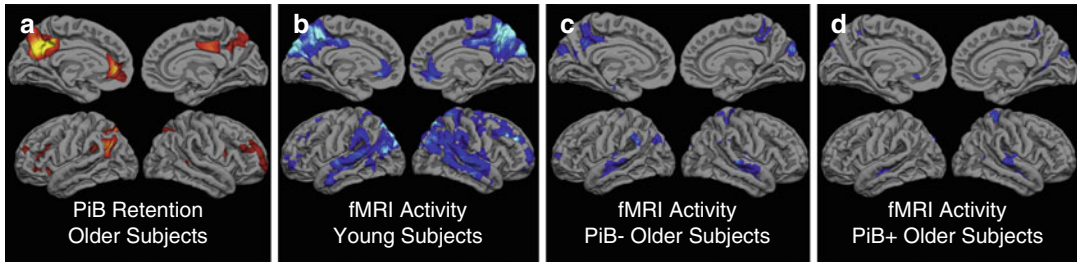 a
PiB Retention
Older Subjects
b
fMRI Activity
Young Subjects
c
fMRI Activity
PiB- Older Subjects
d
fMRI Activity
PiB+ Older Subjects